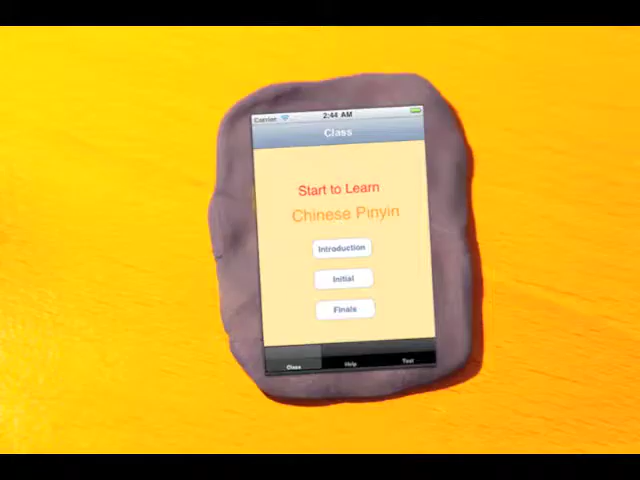 Carrier 2:44 AM
Class
Start to Learn
Chinese Pinyin
Introduction
Initial
Finals
Class Help Test